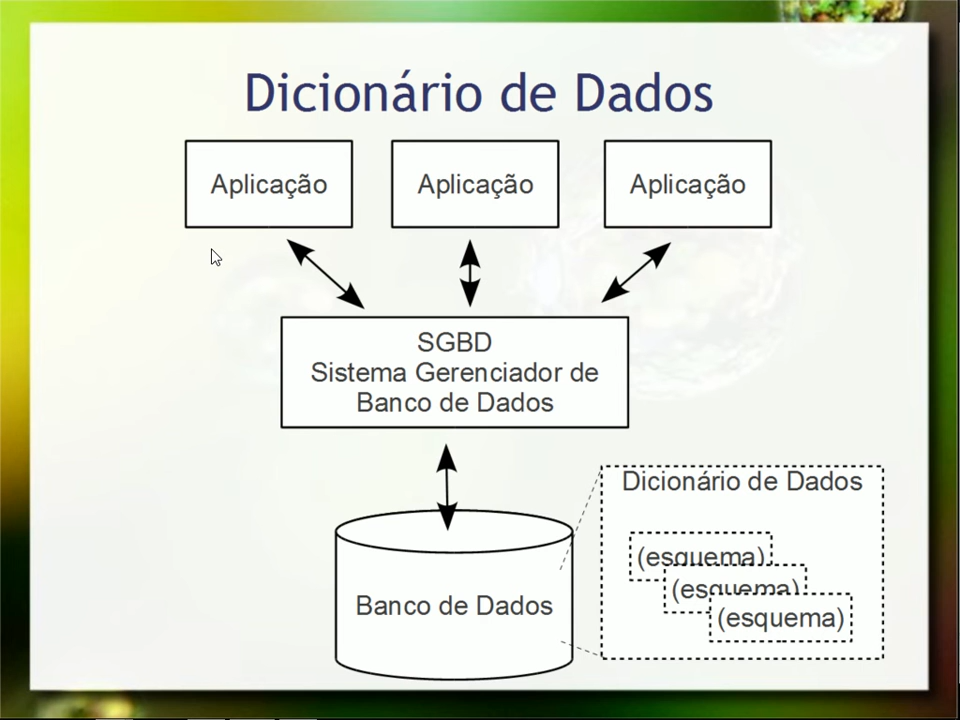 Dicionário de Dados
Aplicação
Aplicação
Aplicação
SGBD
Sistema Gerenciador de
Banco de Dados
Dicionário de Dados
(esquema)
(esquema)
(esquema)
Banco de Dados